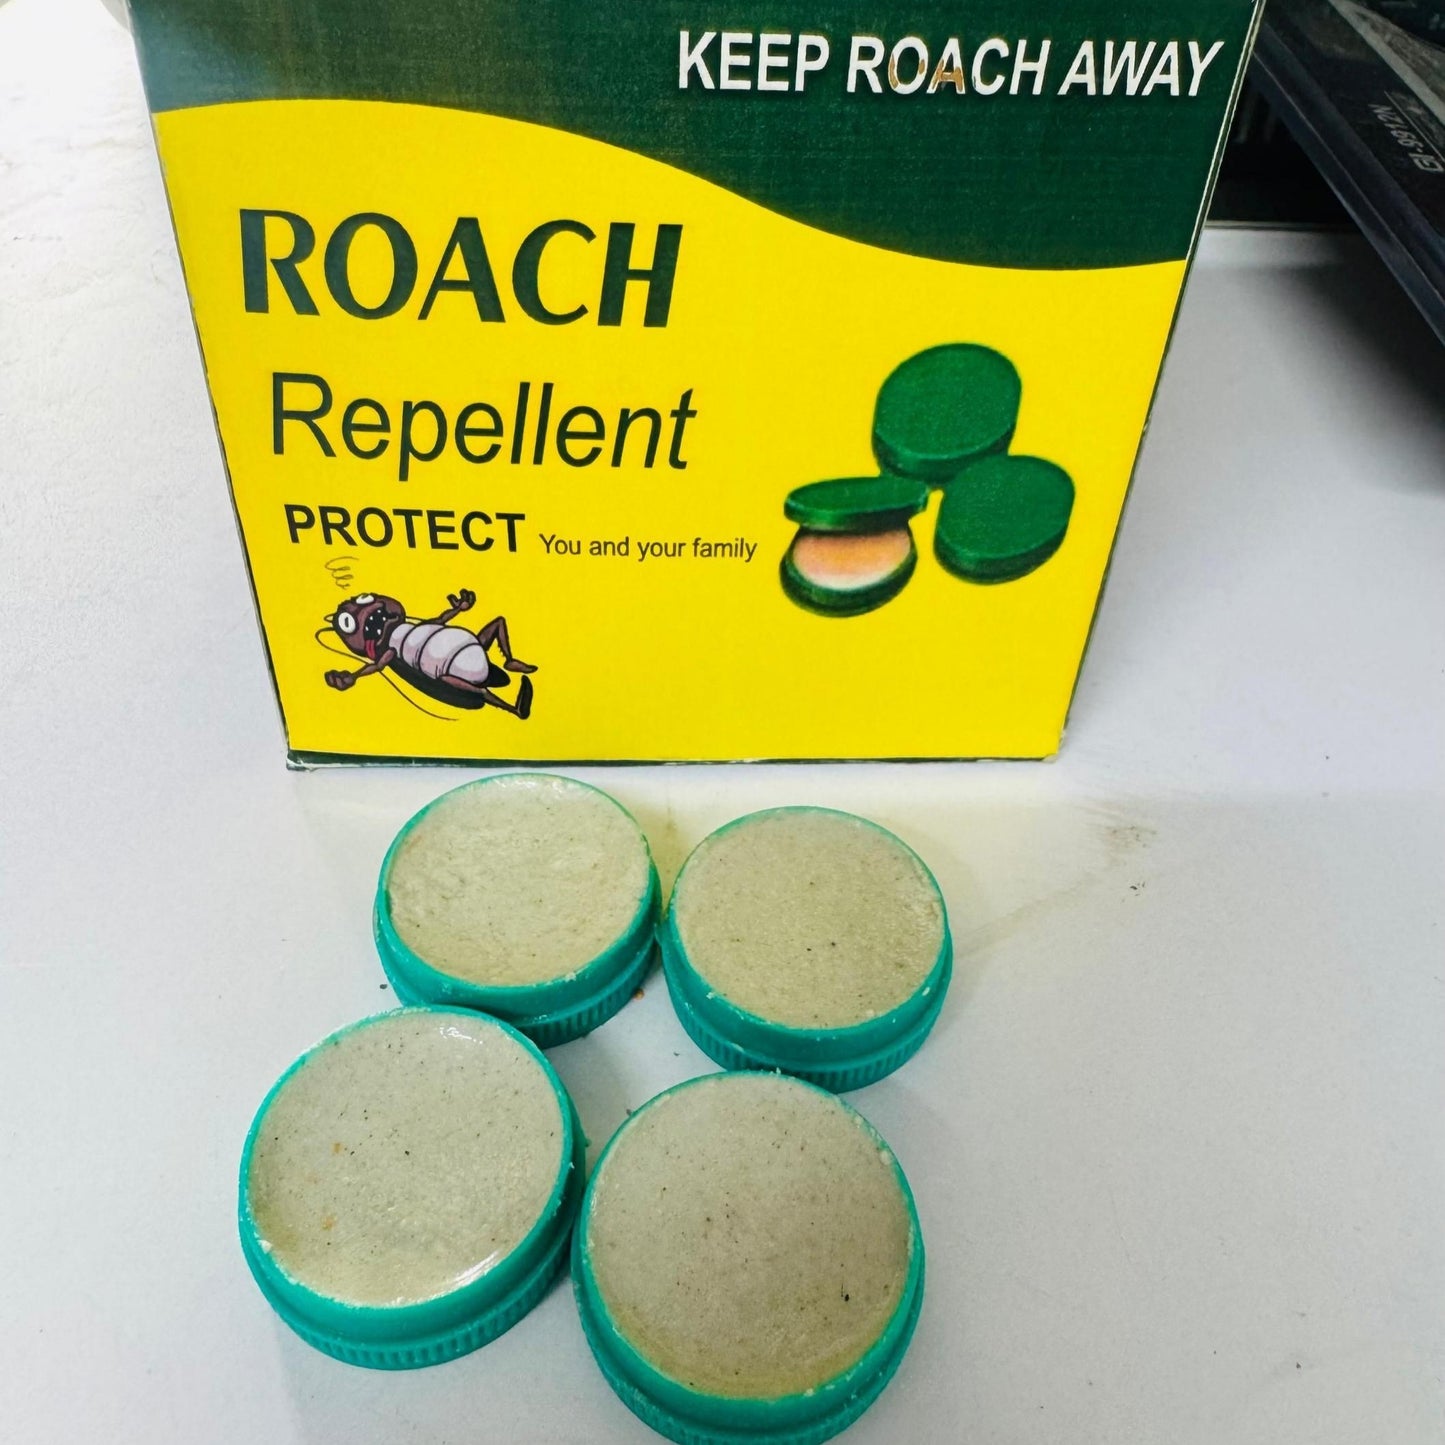 KEEP ROACH AWAY
ROACH
Repellent
PROTECT You and your family